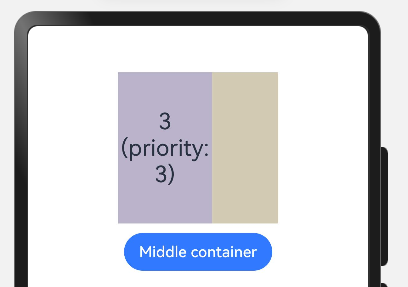 3
(priority:
3)
Middle container